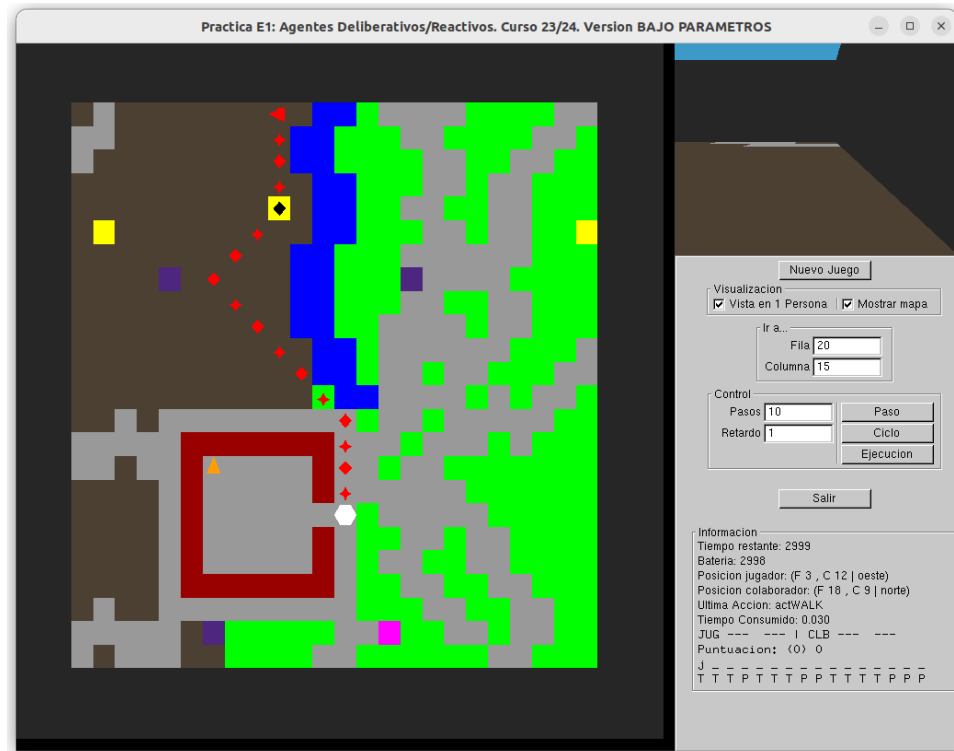 Practica E1: Agentes Deliberativos/Reactivos. Curso 23/24. Version BAJO PARAMETROS
Nuevo Juego
Visualizacion
Vista en 1 Persona
Mostrar mapa
Ir a...
Fila 20
Columna 15
Control
Pasos 10 Paso
Retardo 1 Ciclo
Ejecucion
Salir
Informacion
Tiempo restante: 2999
Bateria: 2998
Posicion jugador: (F 3 , C 12 | oeste)
Posicion colaborador: (F 18 , C 9 | norte)
Ultima Accion: actWALK
Tiempo Consumido: 0.030
JUG --- --- | CLB --- ---
Puntuacion: (0) 0
J _ _ _ _ _ _ _ _ _ _ _ _ _ _
T T T P T T T P P T T T T P P P